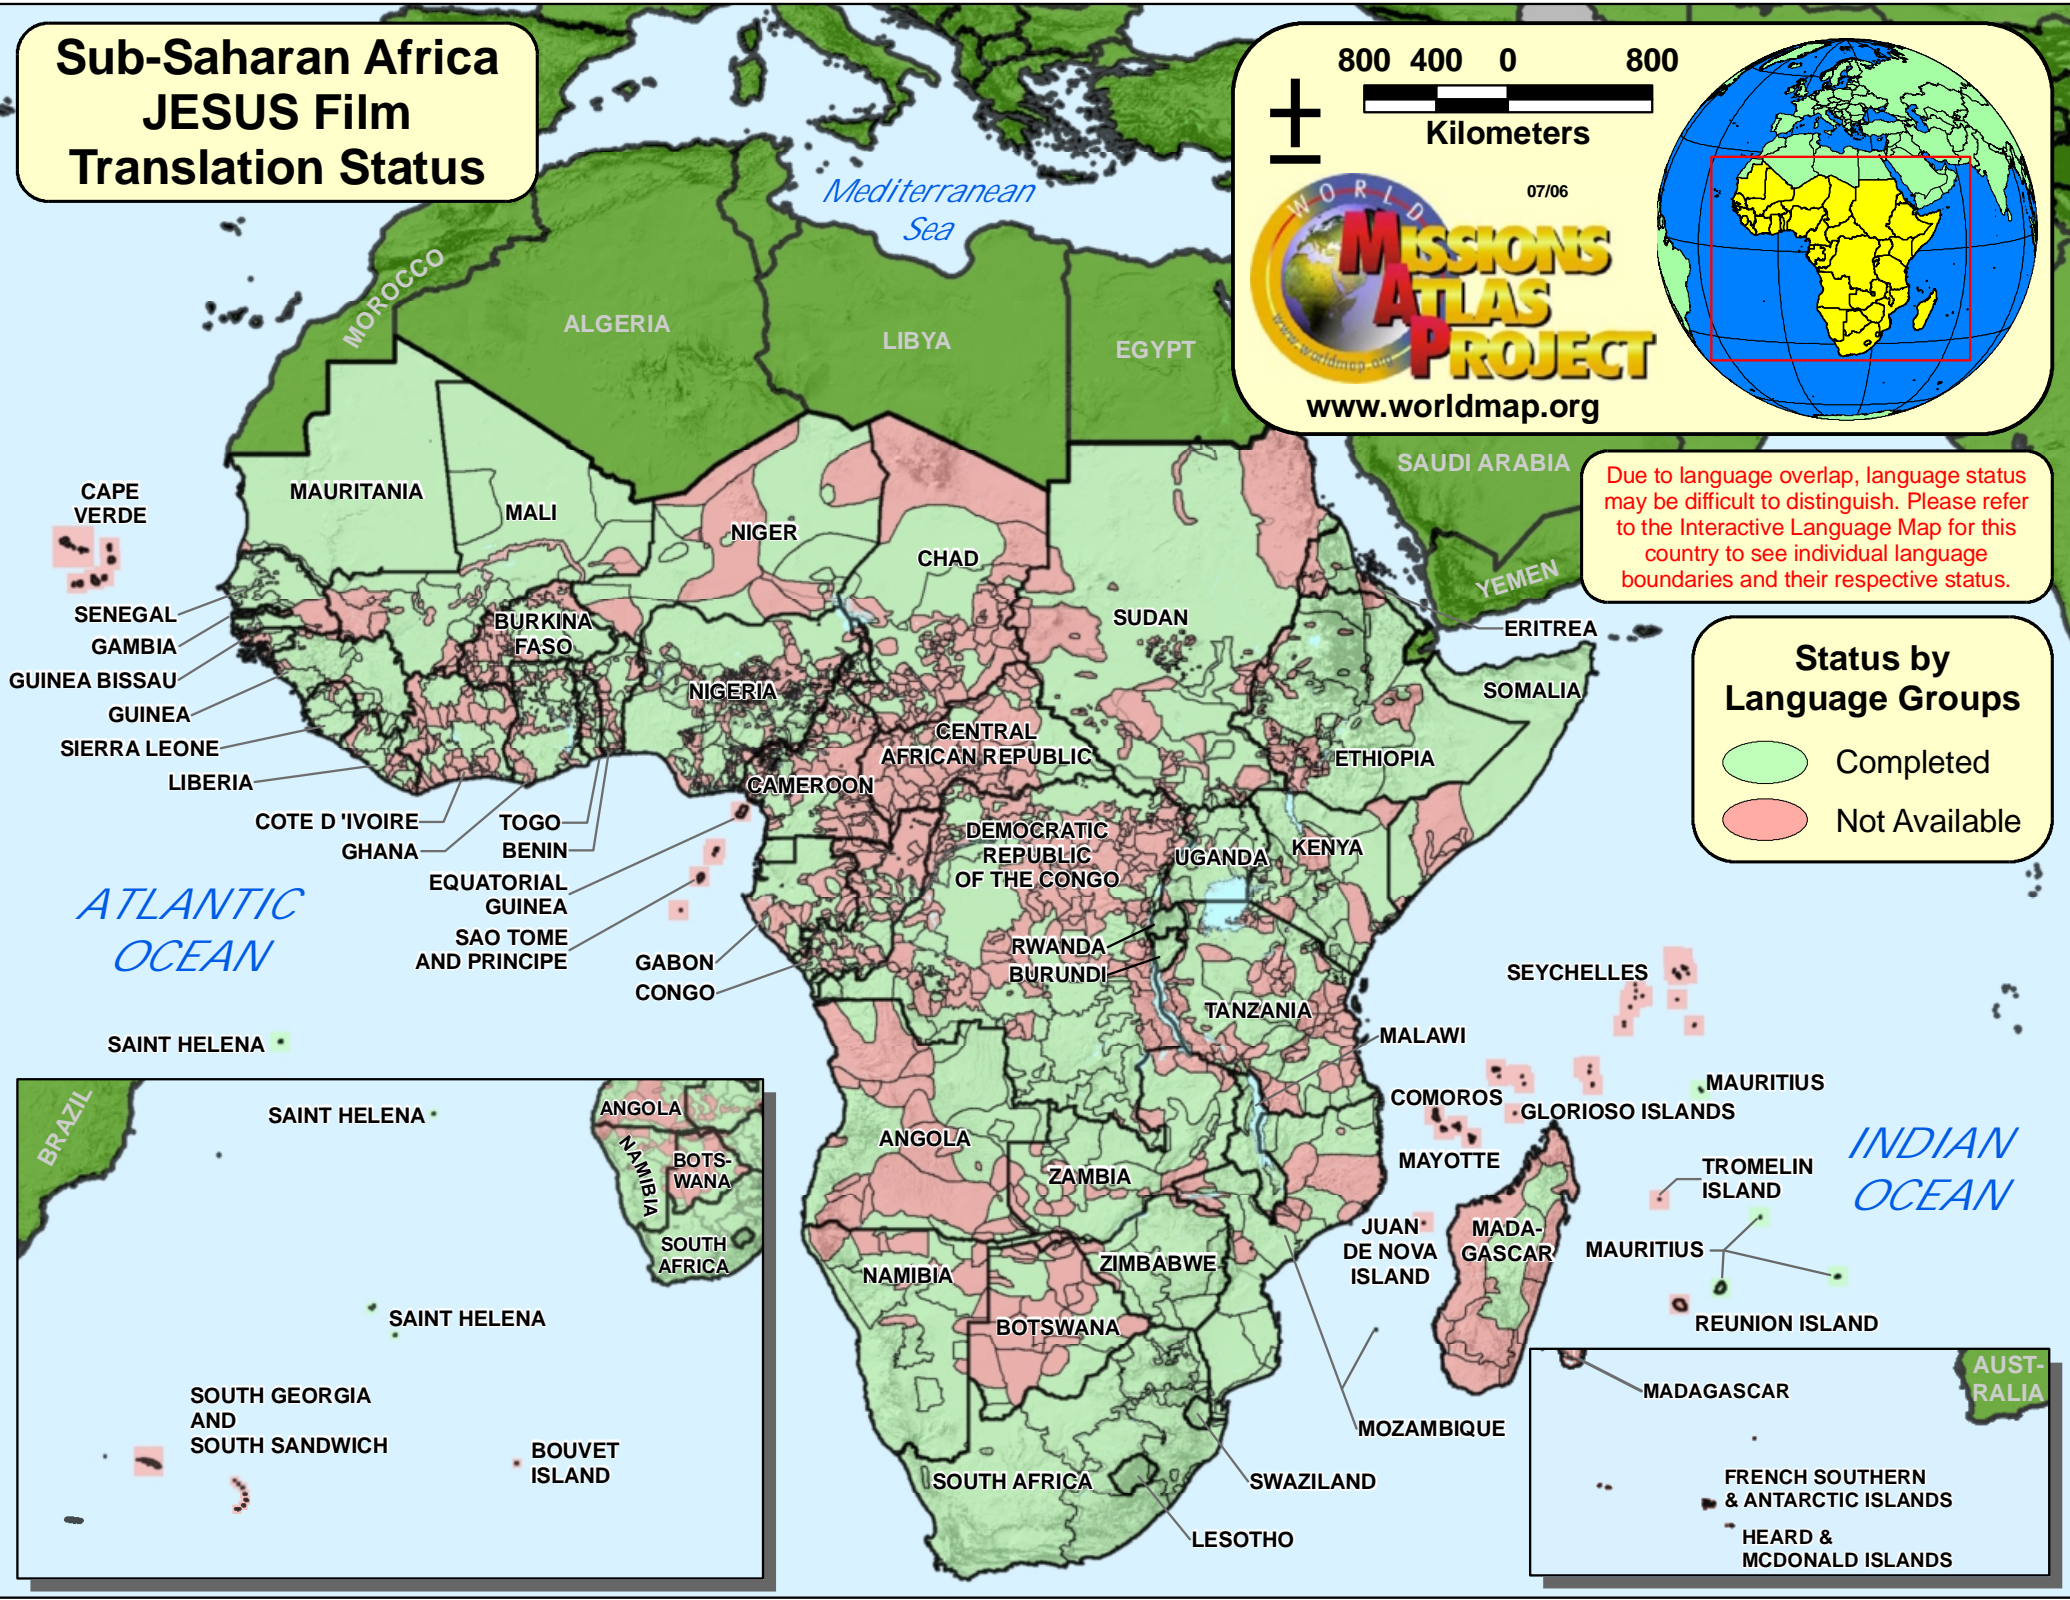 Sub-Saharan Africa
JESUS Film
Translation Status
800 400 0 800
Kilometers
07/06
WORLD
MISSIONS
ATLAS
PROJECT
www.worldmap.org
www.worldmap.org
Due to language overlap, language status
may be difficult to distinguish. Please refer
to the Interactive Language Map for this
country to see individual language
boundaries and their respective status.
Status by
Language Groups
Completed
Not Available
Mediterranean
Sea
MOROCCO
ALGERIA
LIBYA
EGYPT
SAUDI ARABIA
YEMEN
CAPE
VERDE
MAURITANIA
MALI
NIGER
CHAD
SUDAN
ERITREA
SENEGAL
GAMBIA
GUINEA BISSAU
GUINEA
SIERRA LEONE
LIBERIA
COTE D 'IVOIRE
GHANA
TOGO
BENIN
BURKINA
FASO
NIGERIA
CENTRAL
AFRICAN REPUBLIC
CAMEROON
ETHIOPIA
SOMALIA
EQUATORIAL
GUINEA
SAO TOME
AND PRINCIPE
GABON
CONGO
DEMOCRATIC
REPUBLIC
OF THE CONGO
UGANDA
KENYA
RWANDA
BURUNDI
TANZANIA
MALAWI
SEYCHELLES
ATLANTIC
OCEAN
SAINT HELENA
COMOROS
GLORIOSO ISLANDS
MAURITIUS
MAYOTTE
INDIAN
OCEAN
TROMELIN
ISLAND
JUAN
DE NOVA
ISLAND
MADA-
GASCAR
MAURITIUS
REUNION ISLAND
ANGOLA
ZAMBIA
NAMIBIA
ZIMBABWE
BOTSWANA
MOZAMBIQUE
SOUTH AFRICA
SWAZILAND
LESOTHO
BRAZIL
SAINT HELENA
ANGOLA
NAMIBIA
BOTS-
WANA
SOUTH
AFRICA
SAINT HELENA
SOUTH GEORGIA
AND
SOUTH SANDWICH
BOUVET
ISLAND
MADAGASCAR
AUST-
RALIA
FRENCH SOUTHERN
& ANTARCTIC ISLANDS
HEARD &
MCDONALD ISLANDS